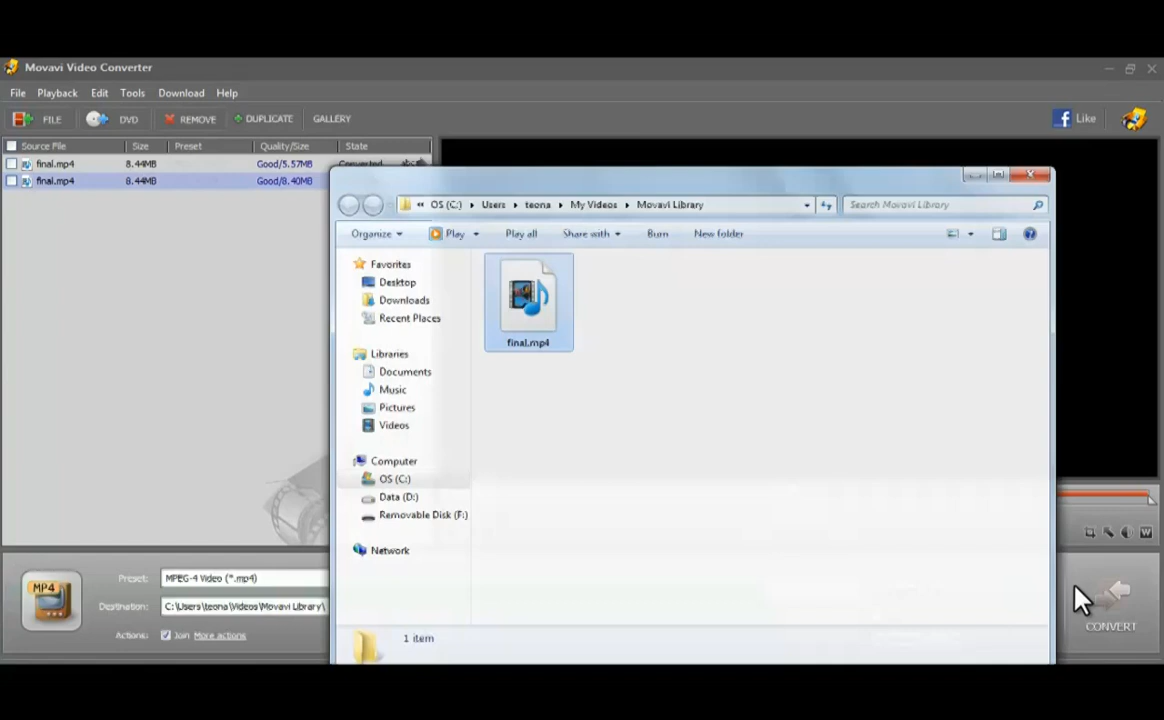 Movavi Video Converter
File Playback Edit Tools Download Help
FILE DVD REMOVE DUPLICATE GALLERY Like
Source File Size Preset Quality/Size State
final.mp4 8.44MB Good/5.57MB Converted
final.mp4 8.44MB Good/8.40MB
« OS (C:) Users teona My Videos Movavi Library Search Movavi Library
Organize Play Play all Share with Burn New folder
Favorites
Desktop
Downloads
Recent Places
Libraries
Documents
Music
Pictures
Videos
Computer
OS (C:)
Data (D:)
Removable Disk (F:)
Network
final.mp4
1 item
MP4
Preset: MPEG-4 Video (*.mp4)
Destination: C:\Users\teona\Videos\Movavi Library\
Actions: Join More actions
W
CONVERT